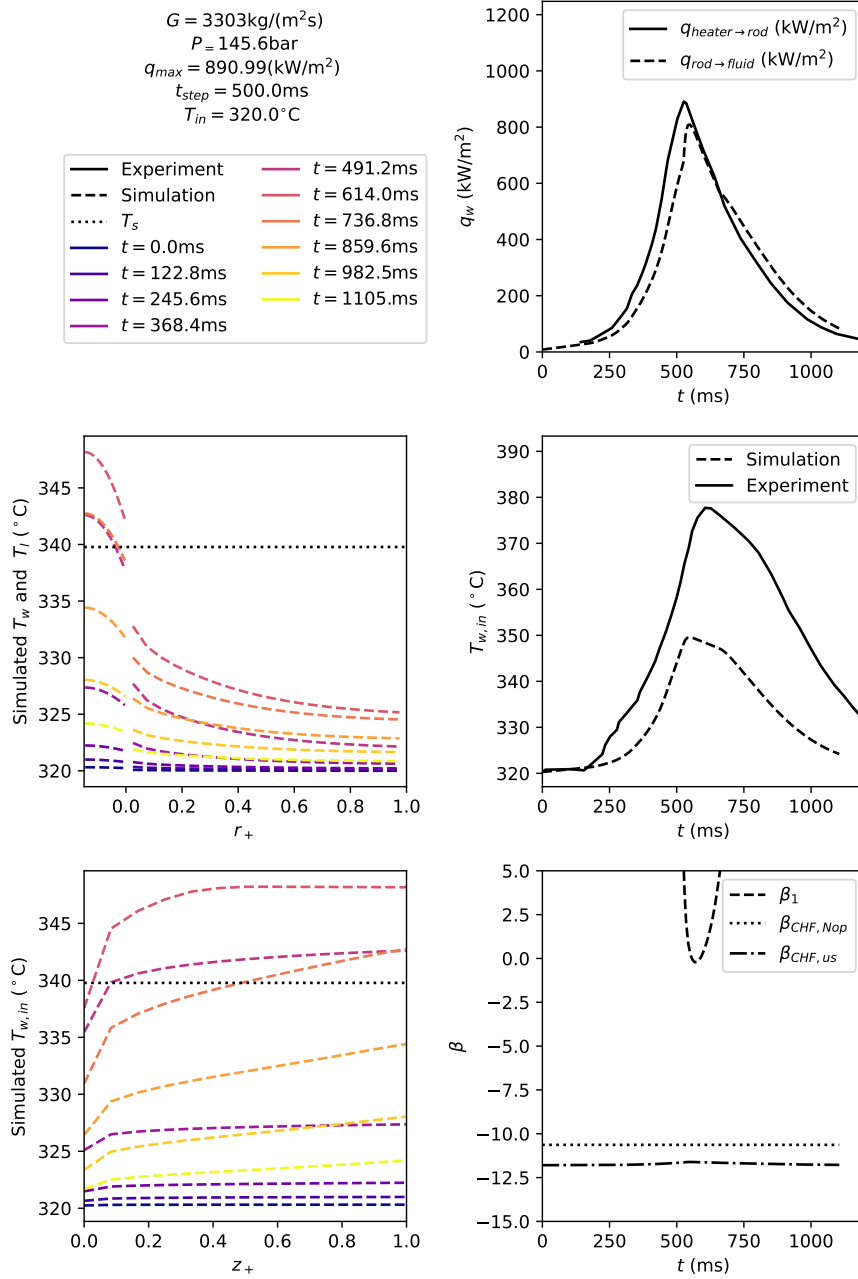 G = 3303kg/(m²s)
P₌ 145.6bar
q_max = 890.99(kW/m²)
t_step = 500.0ms
T_in = 320.0°C
Experiment
Simulation
T_s
t = 0.0ms
t = 122.8ms
t = 245.6ms
t = 368.4ms
t = 491.2ms
t = 614.0ms
t = 736.8ms
t = 859.6ms
t = 982.5ms
t = 1105.ms
q_w (kW/m²)
1200
1000
800
600
400
200
0
q_heater→rod (kW/m²)
q_rod→fluid (kW/m²)
0 250 500 750 1000
t (ms)
Simulated T_w and T_l (°C)
345
340
335
330
325
320
0.0 0.2 0.4 0.6 0.8 1.0
r₊
T_w,in (°C)
390
380
370
360
350
340
330
320
Simulation
Experiment
0 250 500 750 1000
t (ms)
Simulated T_w,in (°C)
345
340
335
330
325
320
0.0 0.2 0.4 0.6 0.8 1.0
z₊
β
5.0
2.5
0.0
−2.5
−5.0
−7.5
−10.0
−12.5
−15.0
β₁
β_CHF,Nop
β_CHF,us
0 250 500 750 1000
t (ms)